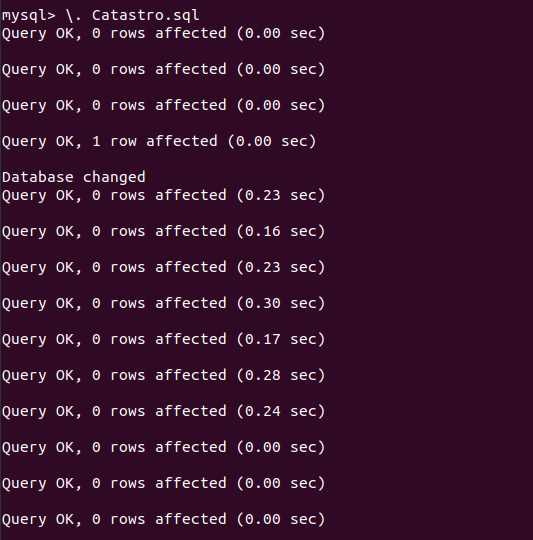 mysql> \. Catastro.sql
Query OK, 0 rows affected (0.00 sec)
Query OK, 0 rows affected (0.00 sec)
Query OK, 0 rows affected (0.00 sec)
Query OK, 1 row affected (0.00 sec)
Database changed
Query OK, 0 rows affected (0.23 sec)
Query OK, 0 rows affected (0.16 sec)
Query OK, 0 rows affected (0.23 sec)
Query OK, 0 rows affected (0.30 sec)
Query OK, 0 rows affected (0.17 sec)
Query OK, 0 rows affected (0.28 sec)
Query OK, 0 rows affected (0.24 sec)
Query OK, 0 rows affected (0.00 sec)
Query OK, 0 rows affected (0.00 sec)
Query OK, 0 rows affected (0.00 sec)